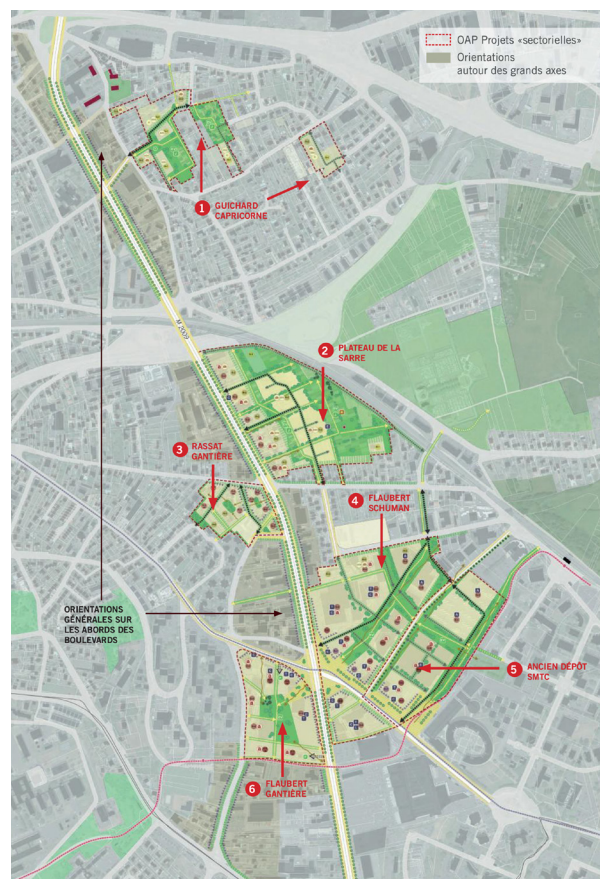 OAP Projets «sectorielles»
Orientations
autour des grands axes
1 GUICHARD
CAPRICORNE
M 2009
2 PLATEAU DE LA
SARRE
3 RASSAT
GANTIÈRE
4 FLAUBERT
SCHUMAN
ORIENTATIONS
GÉNÉRALES SUR
LES ABORDS DES
BOULEVARDS
5 ANCIEN DÉPÔT
SMTC
6 FLAUBERT
GANTIÈRE